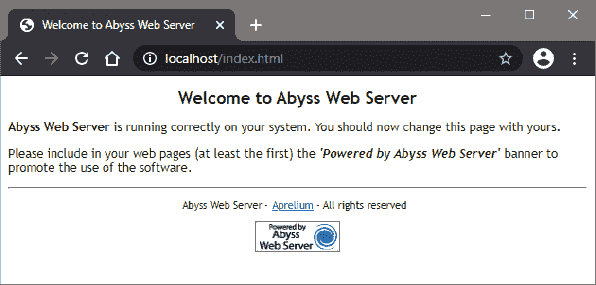 Welcome to Abyss Web Server
localhost/index.html
Welcome to Abyss Web Server
Abyss Web Server is running correctly on your system. You should now change this page with yours.
Please include in your web pages (at least the first) the 'Powered by Abyss Web Server' banner to
promote the use of the software.
Abyss Web Server - Aprelium - All rights reserved
Powered by
Abyss
Web Server